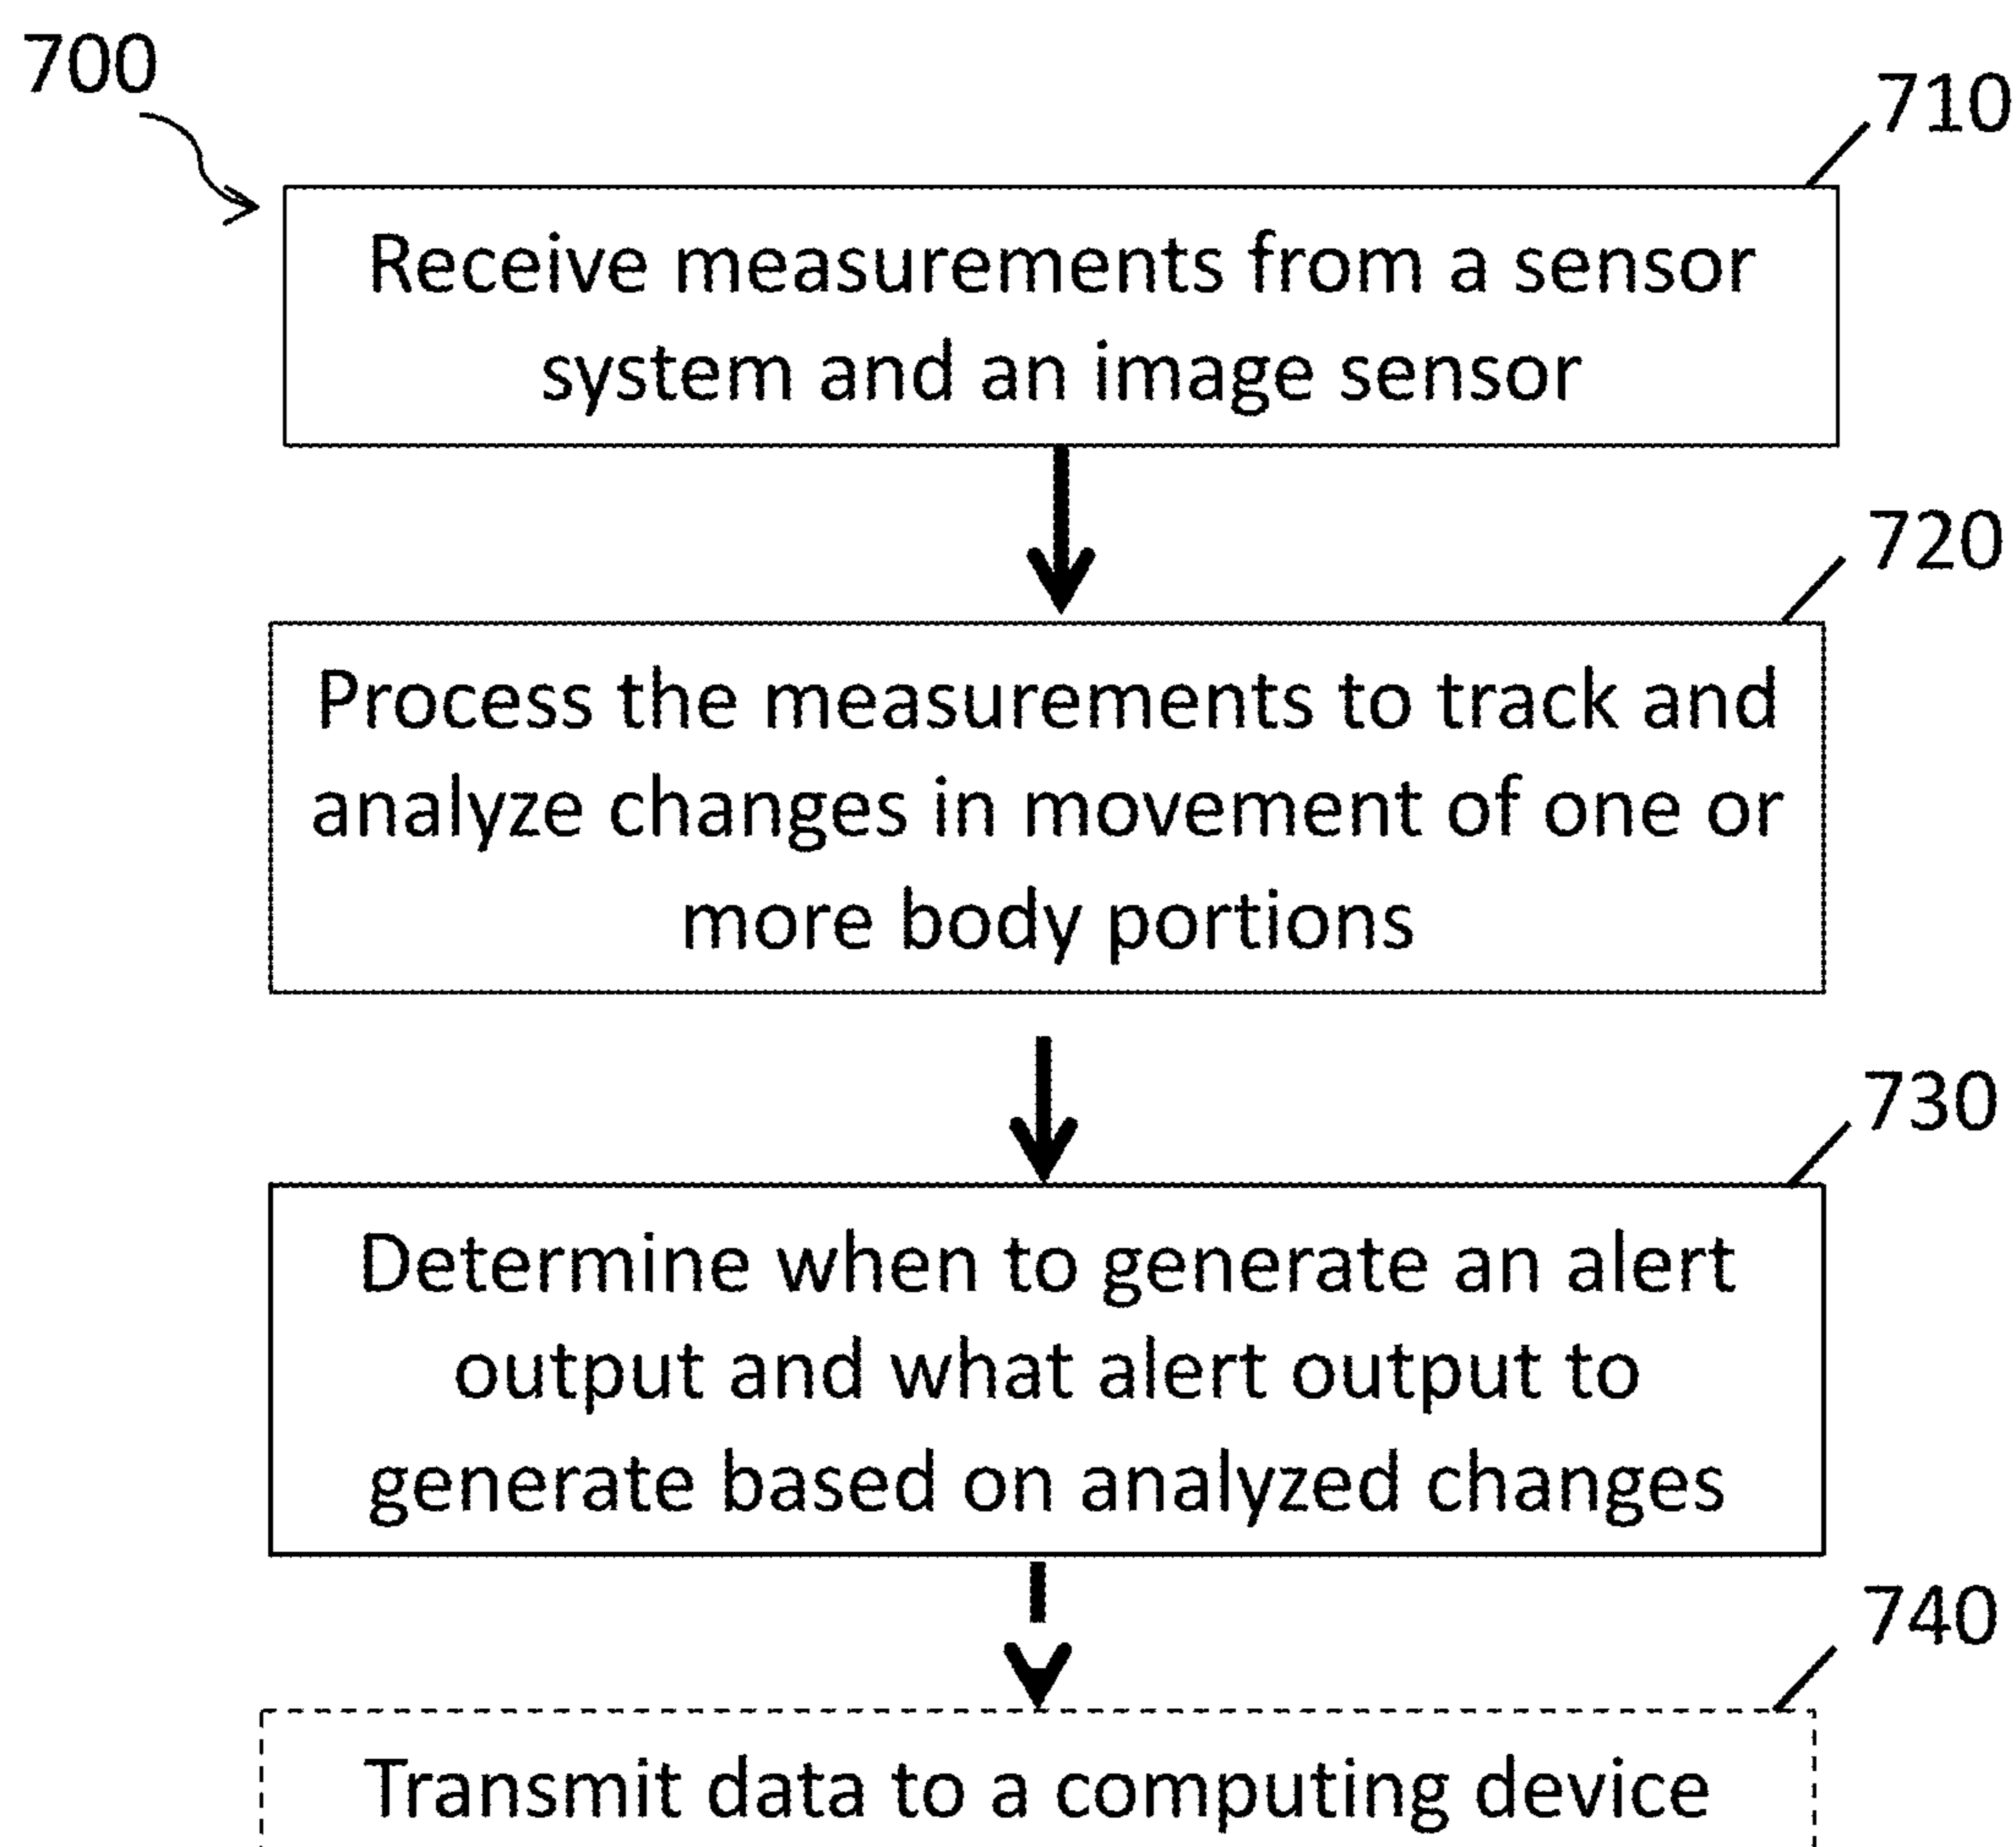 700
710
Receive measurements from a sensor
system and an image sensor
720
Process the measurements to track and
analyze changes in movement of one or
more body portions
730
Determine when to generate an alert
output and what alert output to
generate based on analyzed changes
740
Transmit data to a computing device